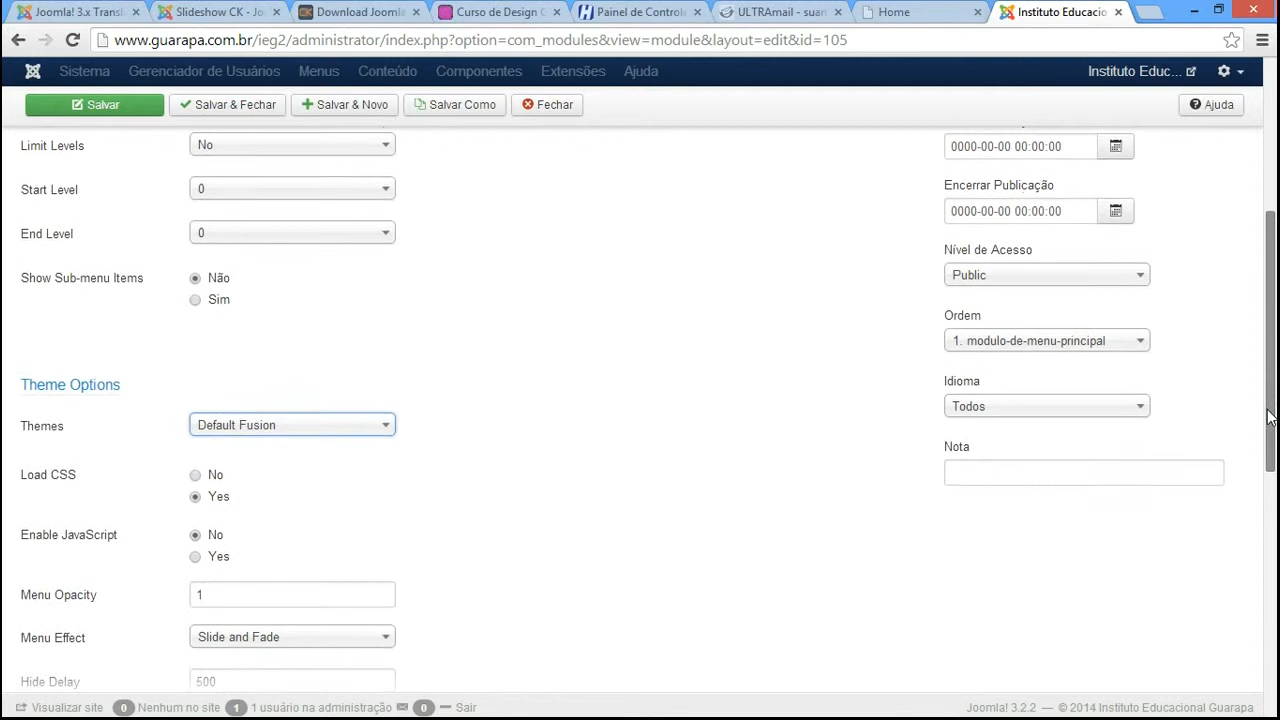 Joomla! 3.x Transl
Slideshow CK - Joo
Download Joomla
Curso de Design G
Painel de Controle
ULTRAmail - suan
Home
Instituto Educacio
www.guarapa.com.br/ieg2/administrator/index.php?option=com_modules&view=module&layout=edit&id=105
Sistema Gerenciador de Usuários Menus Conteúdo Componentes Extensões Ajuda Instituto Educ...
Salvar Salvar & Fechar Salvar & Novo Salvar Como Fechar Ajuda
Limit Levels No
Start Level 0
End Level 0
Show Sub-menu Items Não
Sim
Theme Options
Themes Default Fusion
Load CSS No
Yes
Enable JavaScript No
Yes
Menu Opacity 1
Menu Effect Slide and Fade
Hide Delay 500
0000-00-00 00:00:00
Encerrar Publicação
0000-00-00 00:00:00
Nível de Acesso
Public
Ordem
1. modulo-de-menu-principal
Idioma
Todos
Nota
Visualizar site 0 Nenhum no site 1 1 usuário na administração 0 Sair Joomla! 3.2.2 — © 2014 Instituto Educacional Guarapa